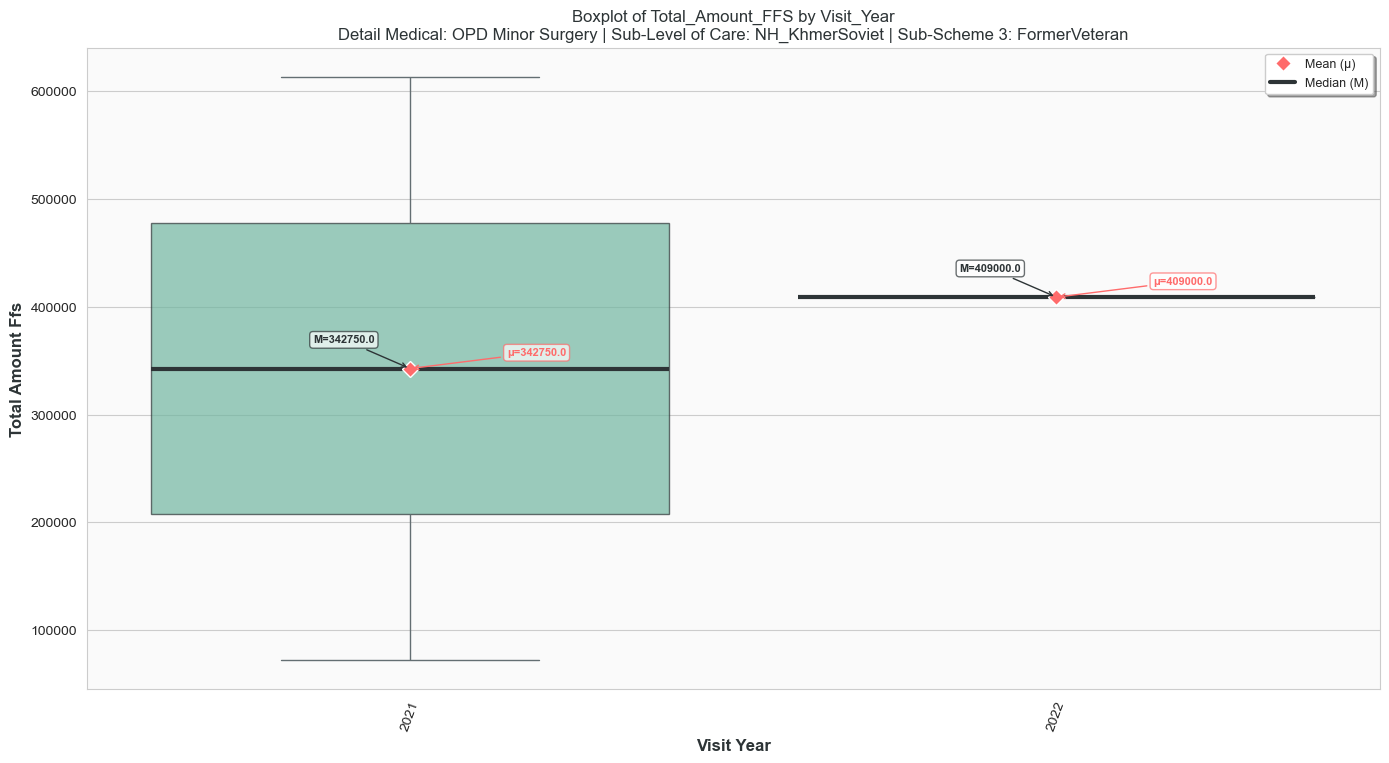 Boxplot of Total_Amount_FFS by Visit_Year
Detail Medical: OPD Minor Surgery | Sub-Level of Care: NH_KhmerSoviet | Sub-Scheme 3: FormerVeteran
Mean (μ)
Median (M)
Total Amount Ffs
600000
500000
400000
300000
200000
100000
M=342750.0
μ=342750.0
M=409000.0
μ=409000.0
2021
2022
Visit Year